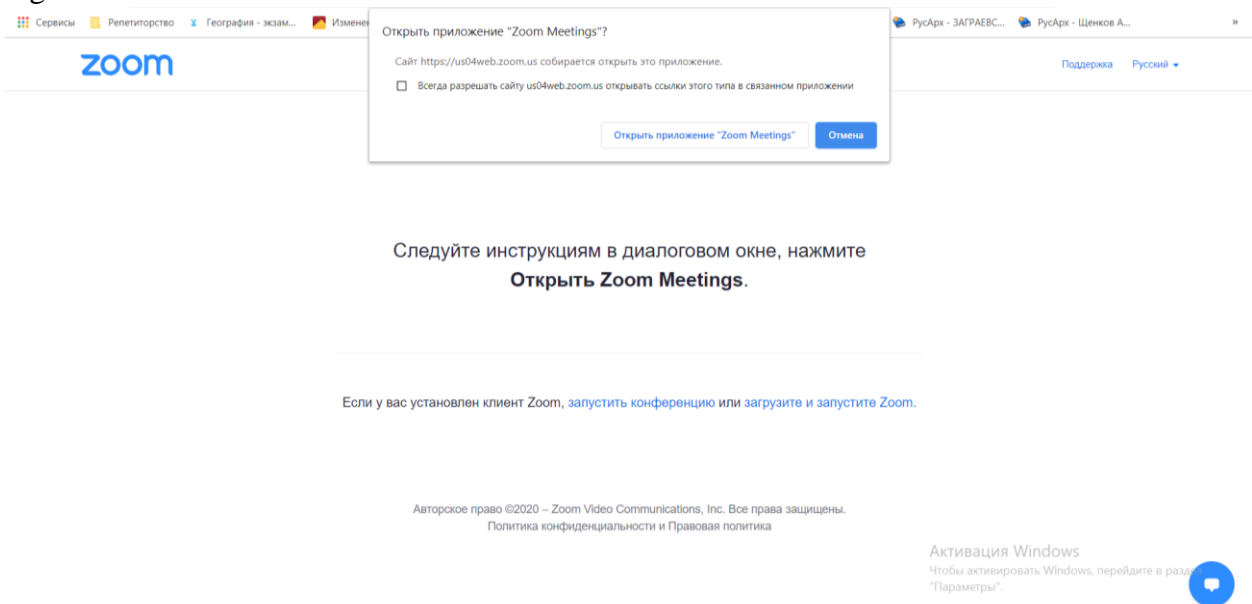 Сервисы Репетиторство География - экзам... РусАрх - ЗАГРАЕВС... РусАрх - Щенков А... »
Открыть приложение "Zoom Meetings"?
Сайт https://us04web.zoom.us собирается открыть это приложение.
Всегда разрешать сайту us04web.zoom.us открывать ссылки этого типа в связанном приложении
Открыть приложение "Zoom Meetings" Отмена
zoom Поддержка Русский
Следуйте инструкциям в диалоговом окне, нажмите
Открыть Zoom Meetings.
Если у вас установлен клиент Zoom, запустить конференцию или загрузите и запустите Zoom.
Авторское право ©2020 – Zoom Video Communications, Inc. Все права защищены.
Политика конфиденциальности и Правовая политика
Активация Windows
Чтобы активировать Windows, перейдите в раздел
"Параметры".